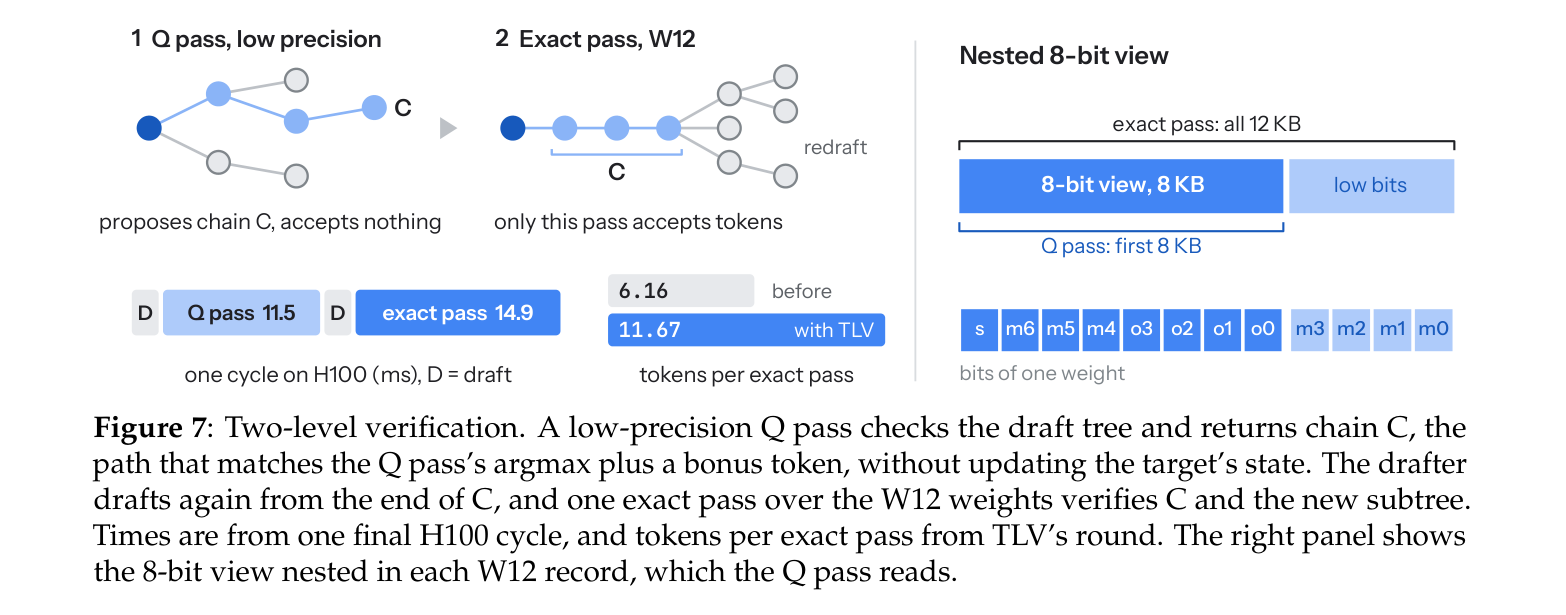 1 Q pass, low precision
C
proposes chain C, accepts nothing
2 Exact pass, W12
redraft
C
only this pass accepts tokens
D Q pass 11.5 D exact pass 14.9
one cycle on H100 (ms), D = draft
6.16 before
11.67 with TLV
tokens per exact pass
Nested 8-bit view
exact pass: all 12 KB
8-bit view, 8 KB low bits
Q pass: first 8 KB
s m6 m5 m4 o3 o2 o1 o0 m3 m2 m1 m0
bits of one weight
Figure 7: Two-level verification. A low-precision Q pass checks the draft tree and returns chain C, the
path that matches the Q pass's argmax plus a bonus token, without updating the target's state. The drafter
drafts again from the end of C, and one exact pass over the W12 weights verifies C and the new subtree.
Times are from one final H100 cycle, and tokens per exact pass from TLV's round. The right panel shows
the 8-bit view nested in each W12 record, which the Q pass reads.